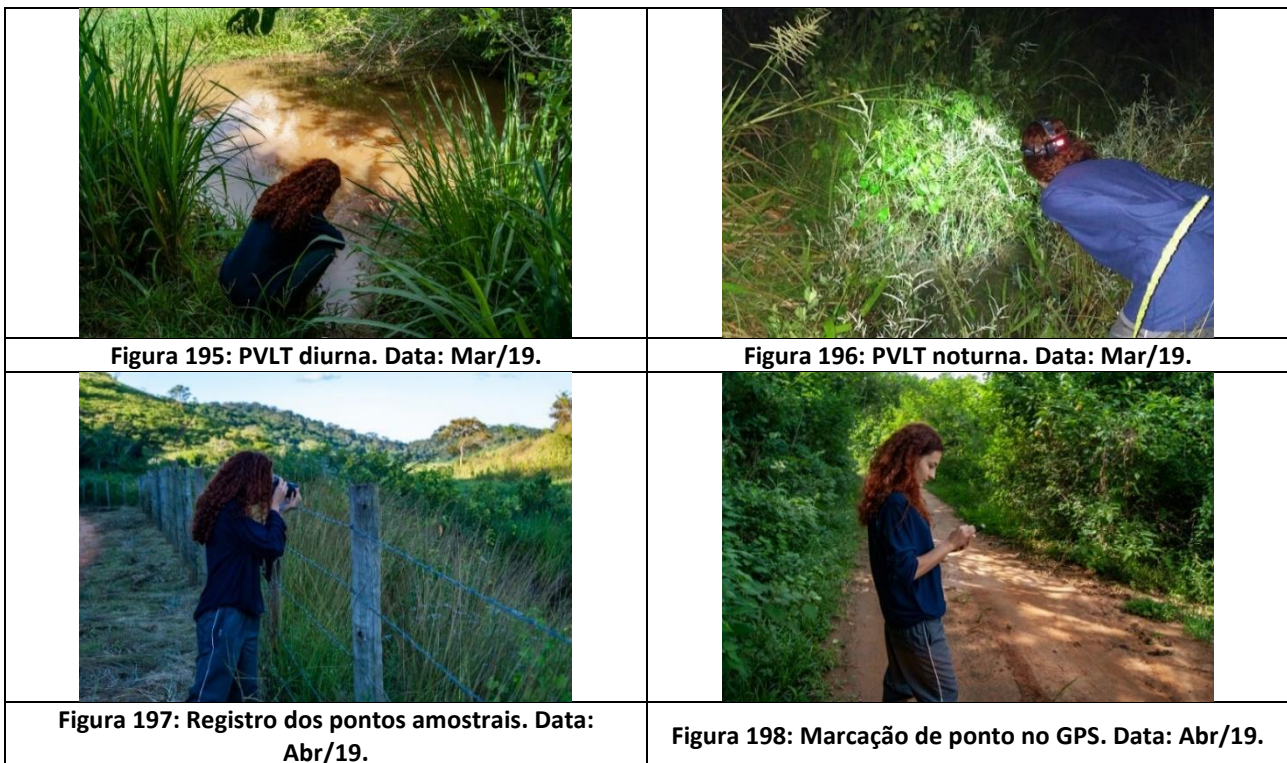 Figura 195: PVLT diurna. Data: Mar/19.
Figura 196: PVLT noturna. Data: Mar/19.
Figura 197: Registro dos pontos amostrais. Data:
Abr/19.
Figura 198: Marcação de ponto no GPS. Data: Abr/19.